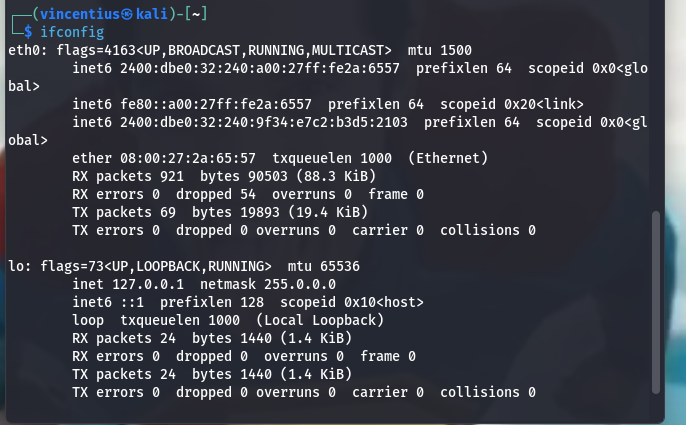 ┌──(vincentius㉿kali)-[~]
└─$ ifconfig
eth0: flags=4163<UP,BROADCAST,RUNNING,MULTICAST>  mtu 1500
        inet6 2400:dbe0:32:240:a00:27ff:fe2a:6557  prefixlen 64  scopeid 0x0<glo
bal>
        inet6 fe80::a00:27ff:fe2a:6557  prefixlen 64  scopeid 0x20<link>
        inet6 2400:dbe0:32:240:9f34:e7c2:b3d5:2103  prefixlen 64  scopeid 0x0<gl
obal>
        ether 08:00:27:2a:65:57  txqueuelen 1000  (Ethernet)
        RX packets 921  bytes 90503 (88.3 KiB)
        RX errors 0  dropped 54  overruns 0  frame 0
        TX packets 69  bytes 19893 (19.4 KiB)
        TX errors 0  dropped 0 overruns 0  carrier 0  collisions 0

lo: flags=73<UP,LOOPBACK,RUNNING>  mtu 65536
        inet 127.0.0.1  netmask 255.0.0.0
        inet6 ::1  prefixlen 128  scopeid 0x10<host>
        loop  txqueuelen 1000  (Local Loopback)
        RX packets 24  bytes 1440 (1.4 KiB)
        RX errors 0  dropped 0  overruns 0  frame 0
        TX packets 24  bytes 1440 (1.4 KiB)
        TX errors 0  dropped 0 overruns 0  carrier 0  collisions 0